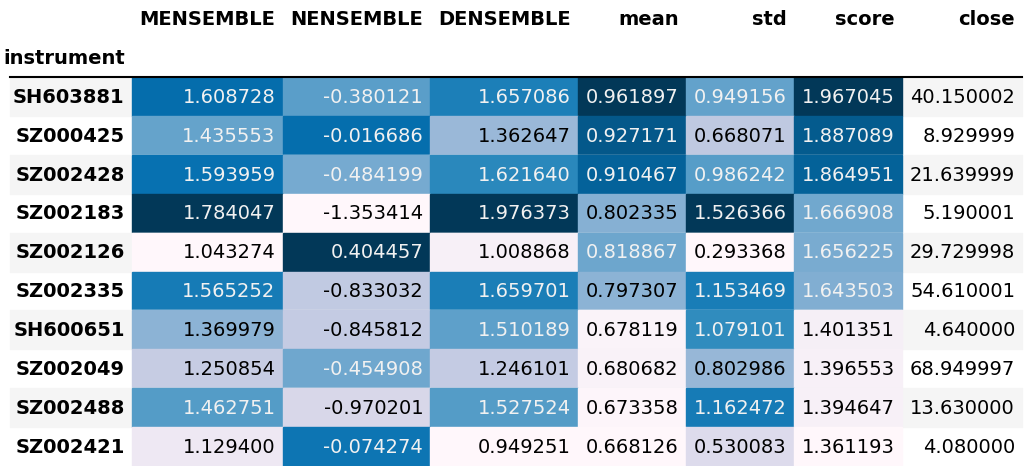 MENSEMBLE NENSEMBLE DENSEMBLE mean std score close
instrument
SH603881 1.608728 -0.380121 1.657086 0.961897 0.949156 1.967045 40.150002
SZ000425 1.435553 -0.016686 1.362647 0.927171 0.668071 1.887089 8.929999
SZ002428 1.593959 -0.484199 1.621640 0.910467 0.986242 1.864951 21.639999
SZ002183 1.784047 -1.353414 1.976373 0.802335 1.526366 1.666908 5.190001
SZ002126 1.043274 0.404457 1.008868 0.818867 0.293368 1.656225 29.729998
SZ002335 1.565252 -0.833032 1.659701 0.797307 1.153469 1.643503 54.610001
SH600651 1.369979 -0.845812 1.510189 0.678119 1.079101 1.401351 4.640000
SZ002049 1.250854 -0.454908 1.246101 0.680682 0.802986 1.396553 68.949997
SZ002488 1.462751 -0.970201 1.527524 0.673358 1.162472 1.394647 13.630000
SZ002421 1.129400 -0.074274 0.949251 0.668126 0.530083 1.361193 4.080000